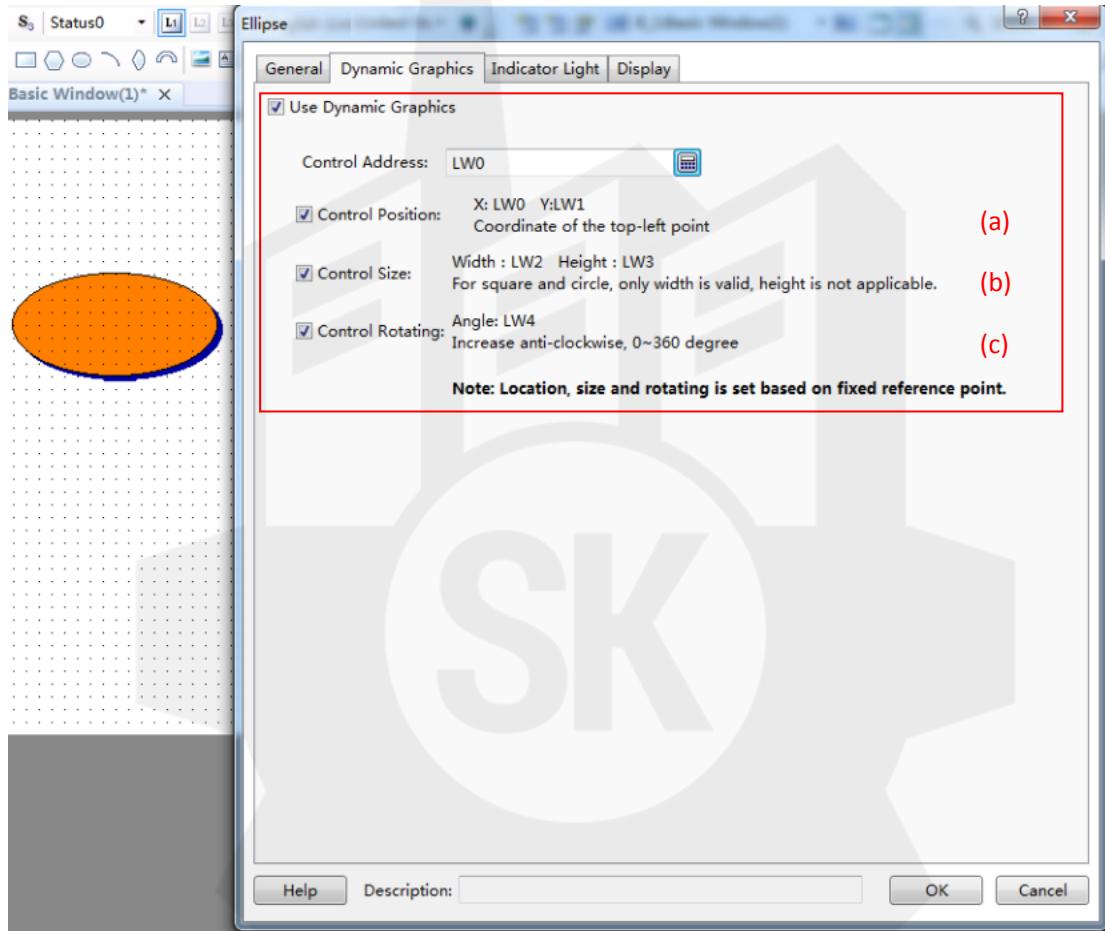 S₃ Status0 L1 L2
Basic Window(1)* X
Ellipse
General Dynamic Graphics Indicator Light Display
Use Dynamic Graphics
Control Address: LW0
Control Position: X: LW0 Y:LW1
Coordinate of the top-left point
(a)
Control Size: Width : LW2 Height : LW3
For square and circle, only width is valid, height is not applicable.
(b)
Control Rotating: Angle: LW4
Increase anti-clockwise, 0~360 degree
(c)
Note: Location, size and rotating is set based on fixed reference point.
SK
Help Description: OK Cancel